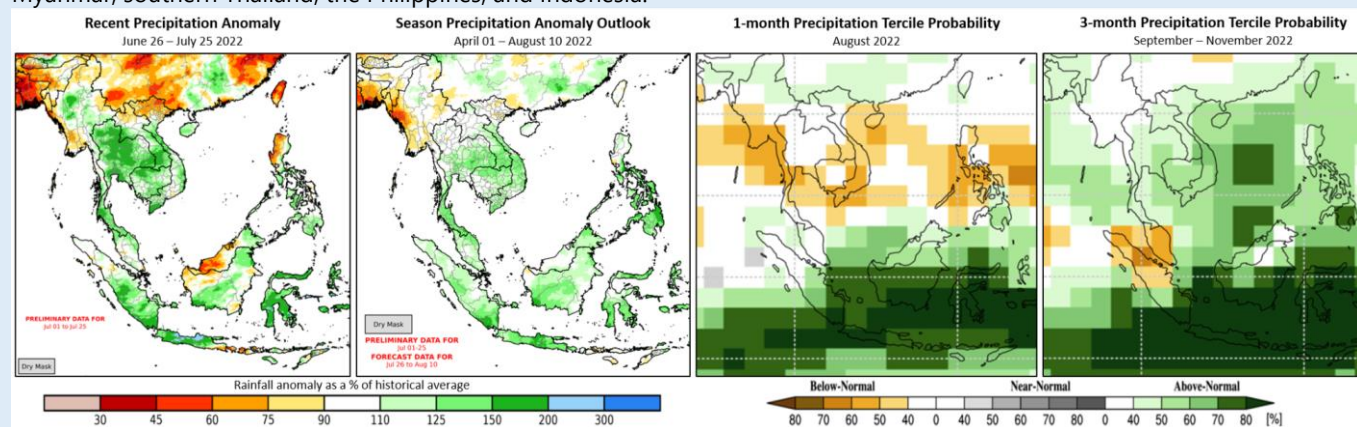 Myanmar, southern Thailand, the Philippines, and Indonesia.
Recent Precipitation Anomaly
June 26 – July 25 2022
Season Precipitation Anomaly Outlook
April 01 – August 10 2022
1-month Precipitation Tercile Probability
August 2022
3-month Precipitation Tercile Probability
September – November 2022
PRELIMINARY DATA FOR
Jul 01 to Jul 25
Dry Mask
Dry Mask
PRELIMINARY DATA FOR
Jul 01-25
FORECAST DATA FOR
Jul 26 to Aug 10
Rainfall anomaly as a % of historical average
30 45 60 75 90 110 125 150 200 300
Below-Normal Near-Normal Above-Normal
80 70 60 50 40 0 40 50 60 70 80 0 40 50 60 70 80 [%]